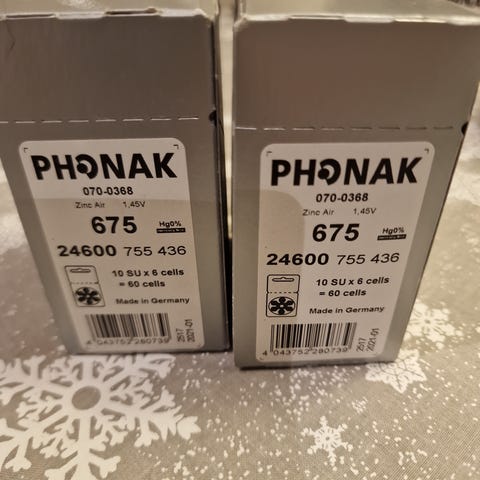 PHONAK
070-0368
Zinc Air 1,45V
675 Hg0%
24600 755 436
10 SU x 6 cells
= 60 cells
Made in Germany
4 043752 280739
2517
2021-01
PHONAK
070-0368
Zinc Air 1,45V
675 Hg0%
24600 755 436
10 SU x 6 cells
= 60 cells
Made in Germany
4 043752 280739
2517
2021-01